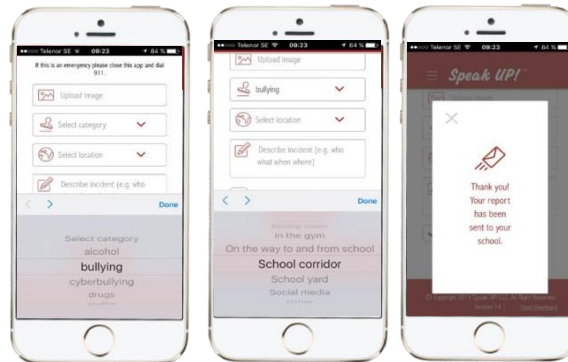 Telenor SE
09:23
84 %
If this is an emergency please close this app and dial
911.
Upload image
Select category
Select location
Describe incident (e.g. who
Done
Select category
alcohol
bullying
cyberbullying
drugs
Telenor SE
09:23
84 %
Upload image
bullying
Select location
Describe incident (e.g. who
what when where)
Done
in the gym
On the way to and from school
School corridor
School yard
Social media
Telenor SE
09:23
84 %
Speak UP!
Upload image
Thank you!
Your report
has been
sent to your
school.
Send Feedback